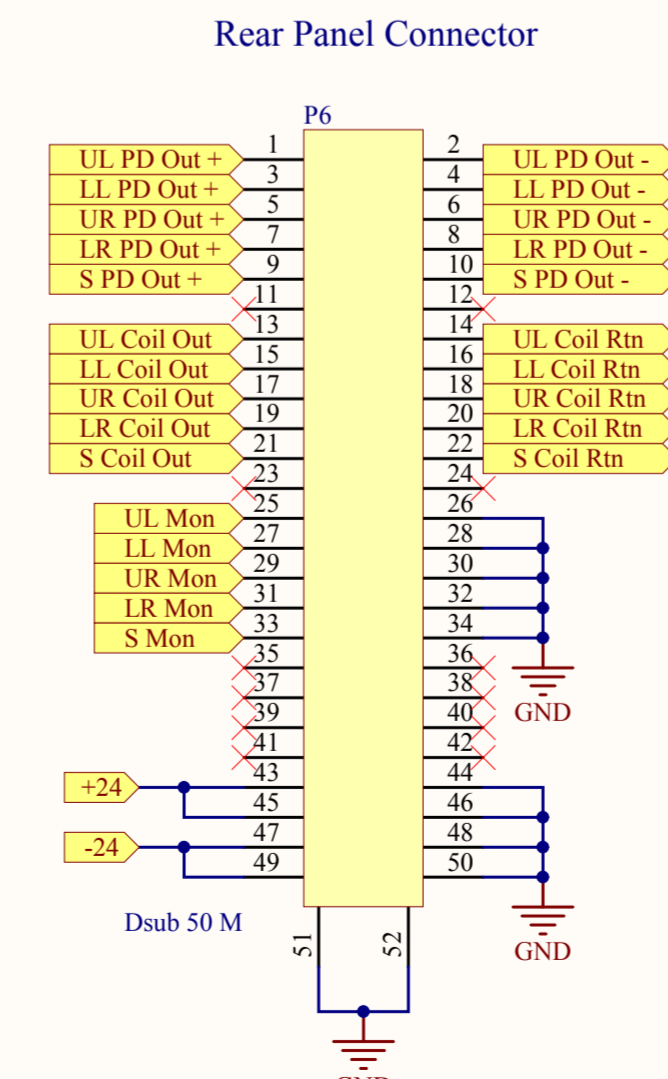 Rear Panel Connector
P6
UL PD Out + 1 2 UL PD Out -
LL PD Out + 3 4 LL PD Out -
UR PD Out + 5 6 UR PD Out -
LR PD Out + 7 8 LR PD Out -
S PD Out + 9 10 S PD Out -
11 12
UL Coil Out 13 14 UL Coil Rtn
LL Coil Out 15 16 LL Coil Rtn
UR Coil Out 17 18 UR Coil Rtn
LR Coil Out 19 20 LR Coil Rtn
S Coil Out 21 22 S Coil Rtn
23 24
UL Mon 25 26
LL Mon 27 28
UR Mon 29 30
LR Mon 31 32
S Mon 33 34
35 36
37 38
GND
39 40
41 42
+24 43 44
45 46
-24 47 48
49 50
Dsub 50 M
51 52
GND
GND